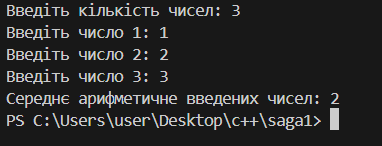 Введіть кількість чисел: 3
Введіть число 1: 1
Введіть число 2: 2
Введіть число 3: 3
Середнє арифметичне введених чисел: 2
PS C:\Users\user\Desktop\c++\saga1>